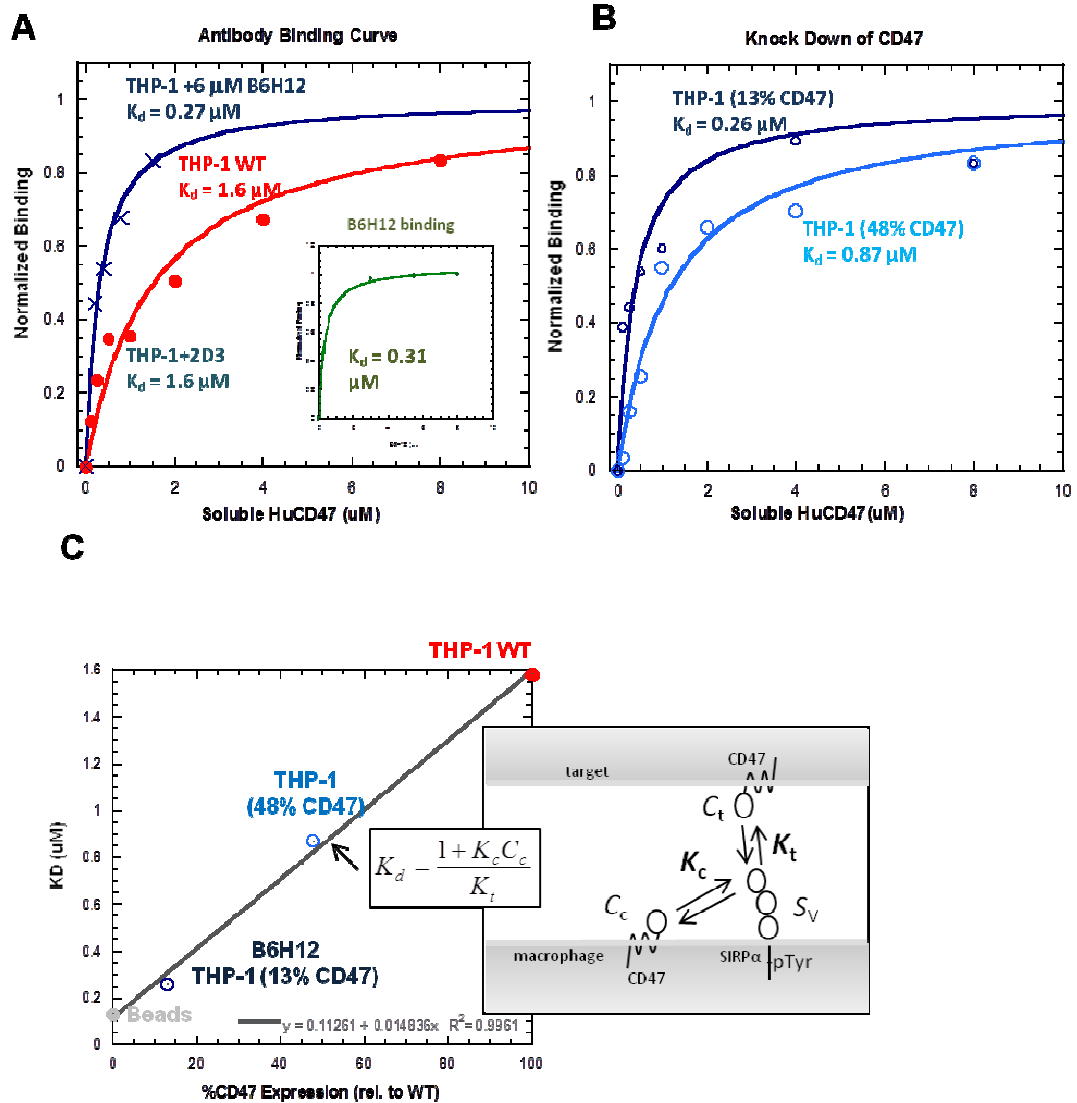 A
Antibody Binding Curve
THP-1 +6 µM B6H12
Kd = 0.27 µM
THP-1 WT
Kd = 1.6 µM
THP-1+2D3
Kd = 1.6 µM
B6H12 binding
Kd = 0.31
µM
1
0.8
0.6
0.4
0.2
0
0
2
4
6
8
10
Normalized Binding
Soluble HuCD47 (uM)
B
Knock Down of CD47
THP-1 (13% CD47)
Kd = 0.26 µM
THP-1 (48% CD47)
Kd = 0.87 µM
1
0.8
0.6
0.4
0.2
0
0
2
4
6
8
10
Normalized Binding
Soluble HuCD47 (uM)
C
THP-1 WT
THP-1
(48% CD47)
B6H12
THP-1 (13% CD47)
Beads
y = 0.11261 + 0.014836x R²= 0.9961
1.6
1.4
1.2
1
0.8
0.6
0.4
0.2
0
0
20
40
60
80
100
KD (uM)
%CD47 Expression (rel. to WT)
Kd − (1 + KcCc) / Kt
CD47
target
Ct
Kt
Kc
Cc
SV
macrophage
CD47
SIRPα
pTyr